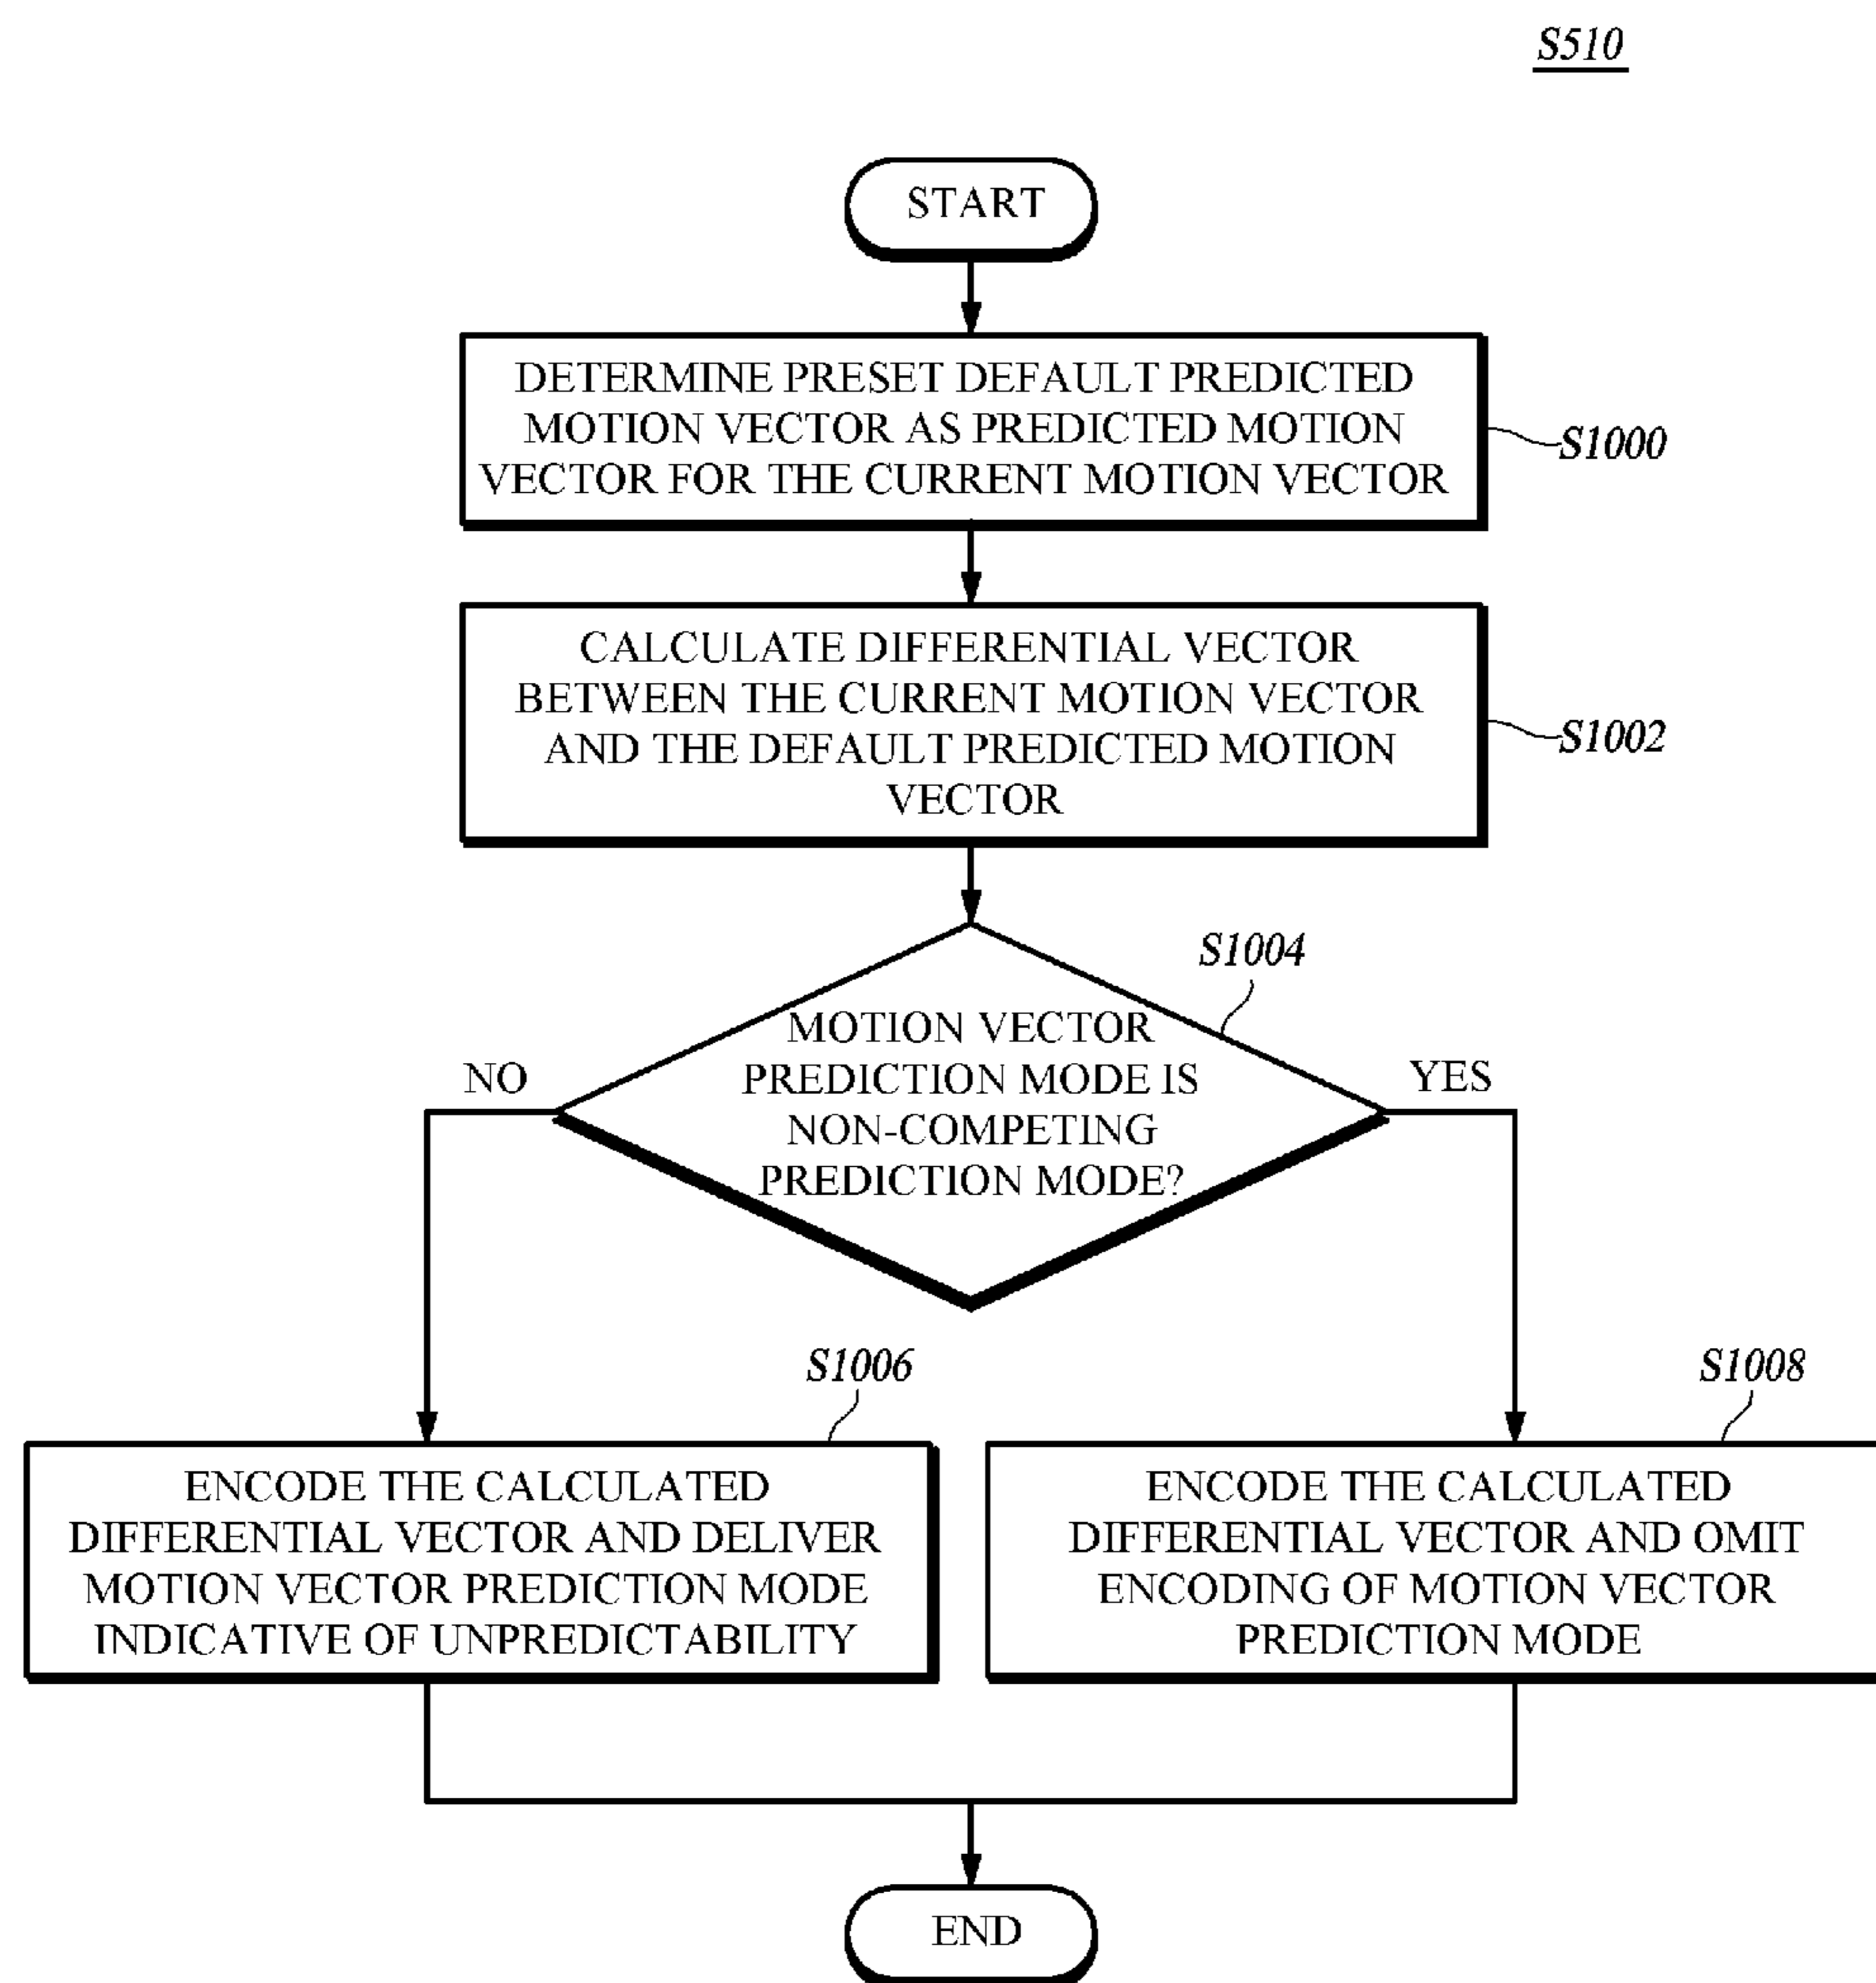 S510
START
DETERMINE PRESET DEFAULT PREDICTED
MOTION VECTOR AS PREDICTED MOTION
VECTOR FOR THE CURRENT MOTION VECTOR
S1000
CALCULATE DIFFERENTIAL VECTOR
BETWEEN THE CURRENT MOTION VECTOR
AND THE DEFAULT PREDICTED MOTION
VECTOR
S1002
S1004
MOTION VECTOR
PREDICTION MODE IS
NON-COMPETING
PREDICTION MODE?
NO
YES
S1006
ENCODE THE CALCULATED
DIFFERENTIAL VECTOR AND DELIVER
MOTION VECTOR PREDICTION MODE
INDICATIVE OF UNPREDICTABILITY
S1008
ENCODE THE CALCULATED
DIFFERENTIAL VECTOR AND OMIT
ENCODING OF MOTION VECTOR
PREDICTION MODE
END